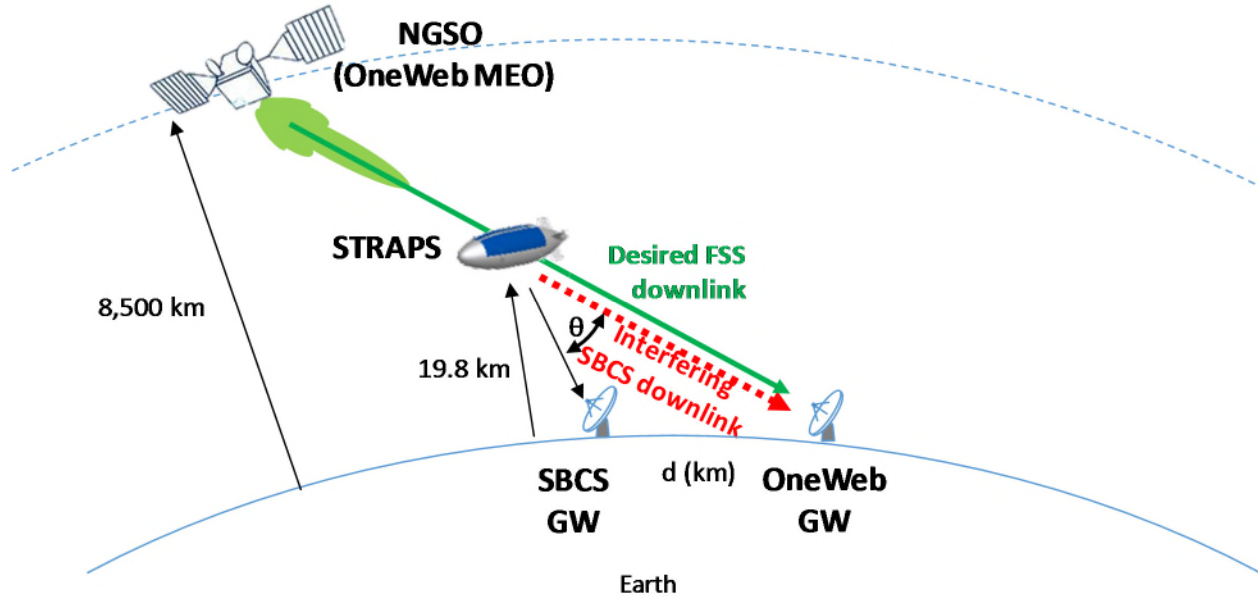 NGSO
(OneWeb MEO)
STRAPS
Desired FSS
downlink
8,500 km
θ
Interfering
SBCS downlink
19.8 km
SBCS
GW
d (km)
OneWeb
GW
Earth